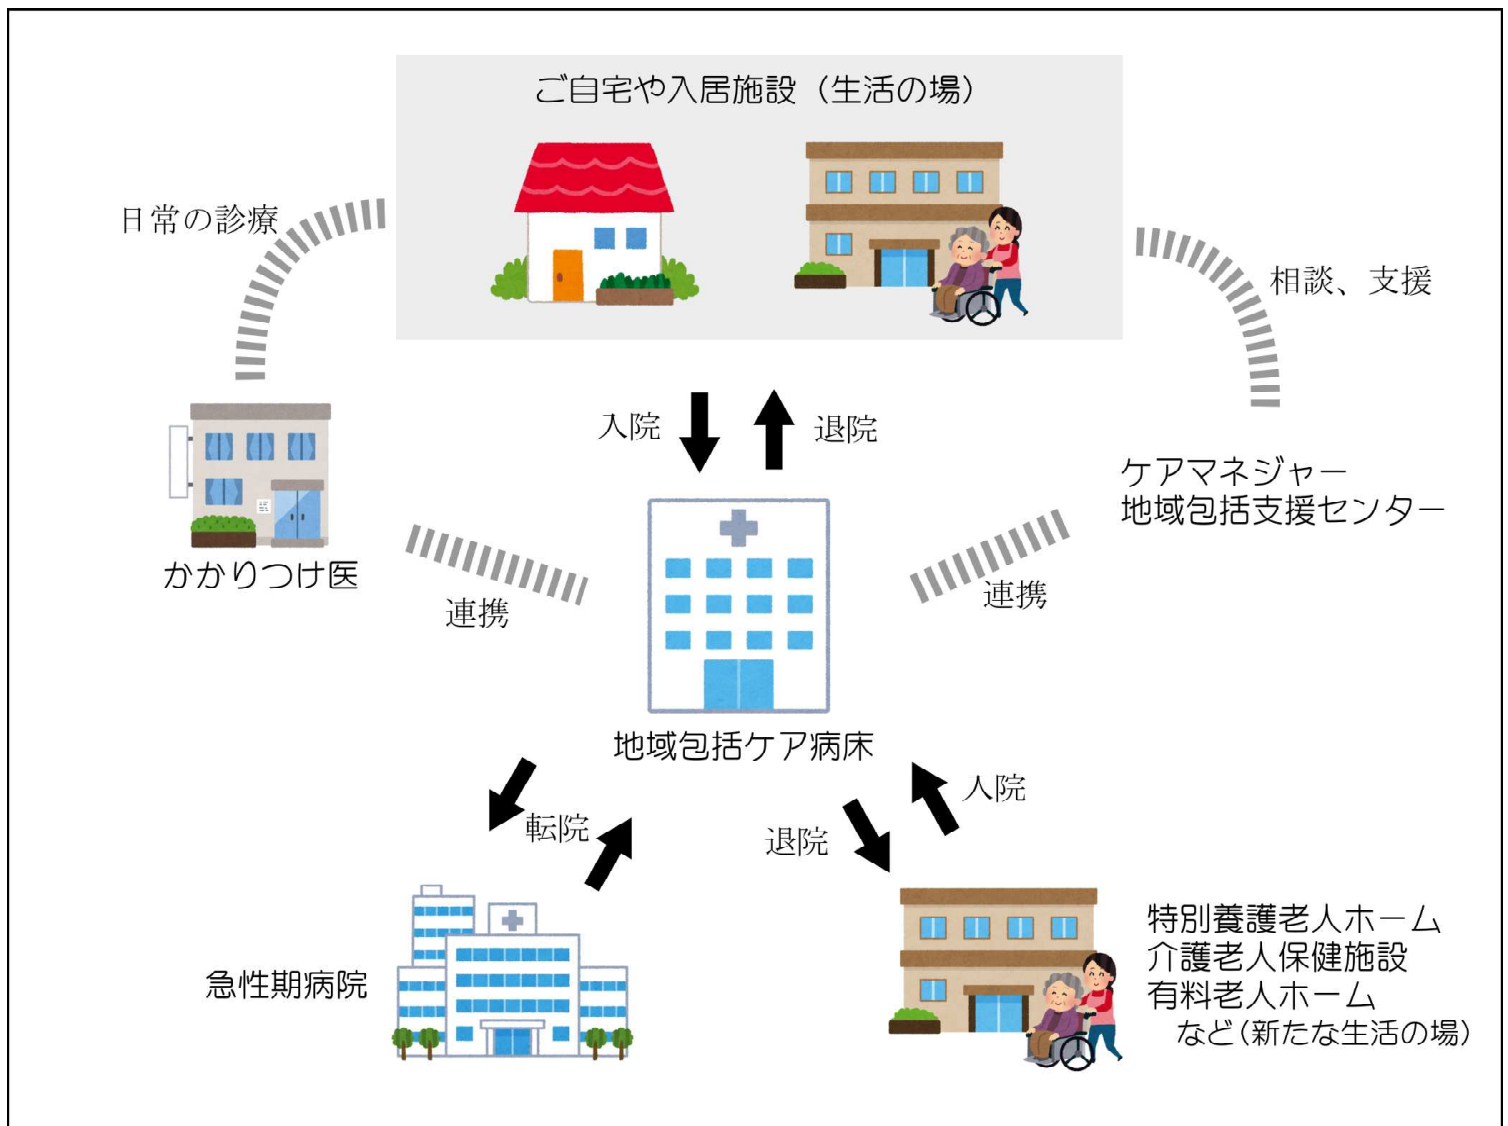 ご自宅や入居施設（生活の場）
日常の診療
相談、支援
入院
退院
ケアマネジャー
地域包括支援センター
かかりつけ医
連携
連携
地域包括ケア病床
転院
退院
入院
急性期病院
特別養護老人ホーム
介護老人保健施設
有料老人ホーム
など（新たな生活の場）